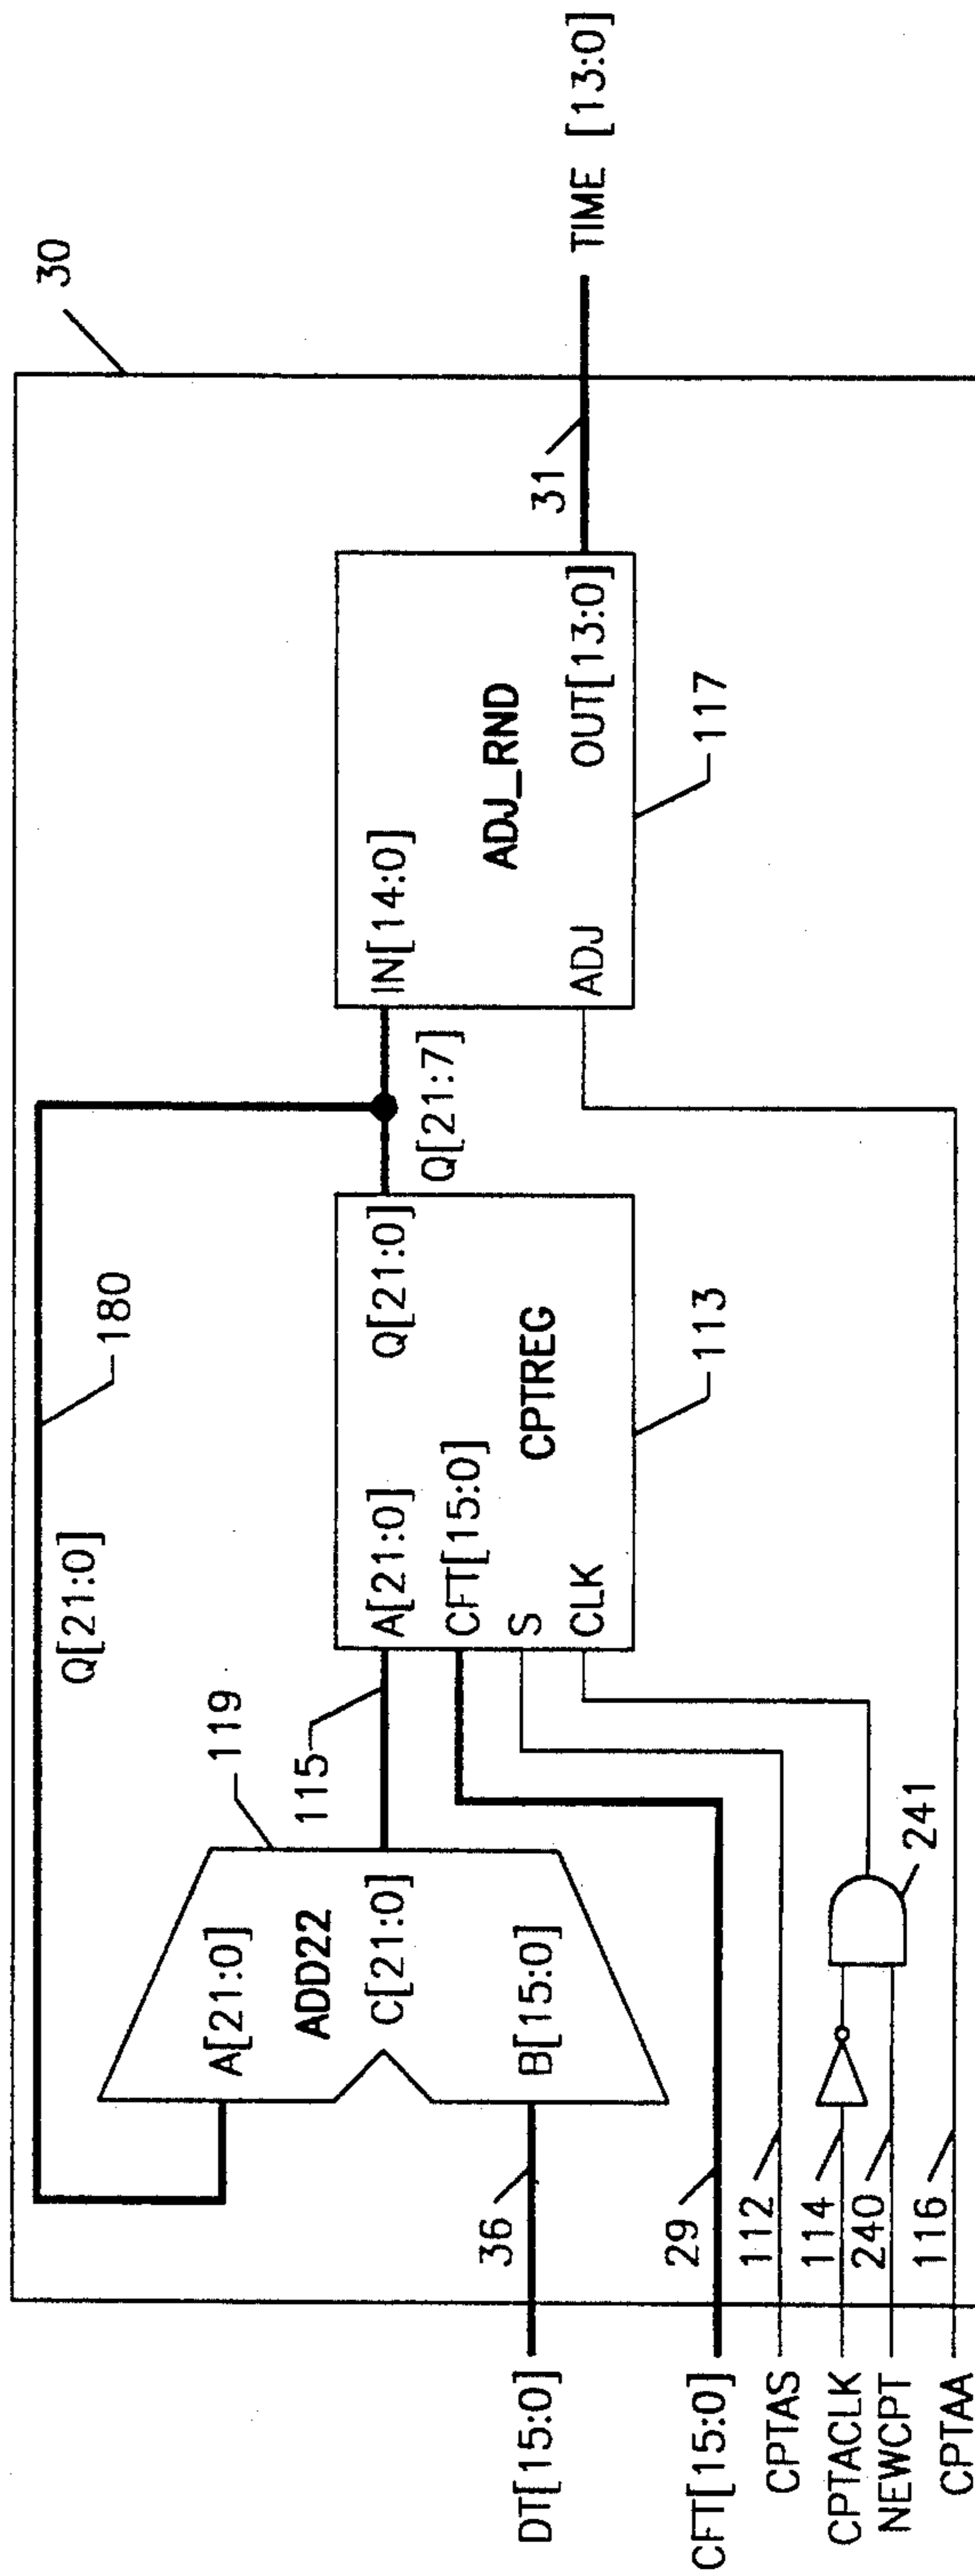 30
180
Q[21:0]
119
A[21:0]
ADD22
C[21:0]
B[15:0]
115
A[21:0]
CFT[15:0]
S
CLK
Q[21:0]
CPTREG
113
Q[21:7]
IN[14:0]
ADJ_RND
ADJ
OUT[13:0]
117
31
TIME [13:0]
DT[15:0]
36
CFT[15:0]
29
CPTAS
112
CPTACLK
114
NEWCPT
240
241
CPTAA
116